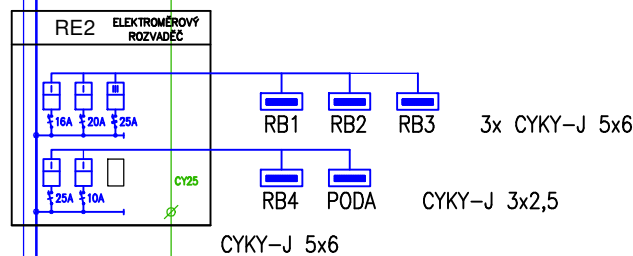 RE2 ELEKTROMĚROVÝ
ROZVADĚČ
I I III
16A 20A 25A
RB1 RB2 RB3 3x CYKY-J 5x6
I I
25A 10A
CY25
RB4 PODA CYKY-J 3x2,5
CYKY-J 5x6